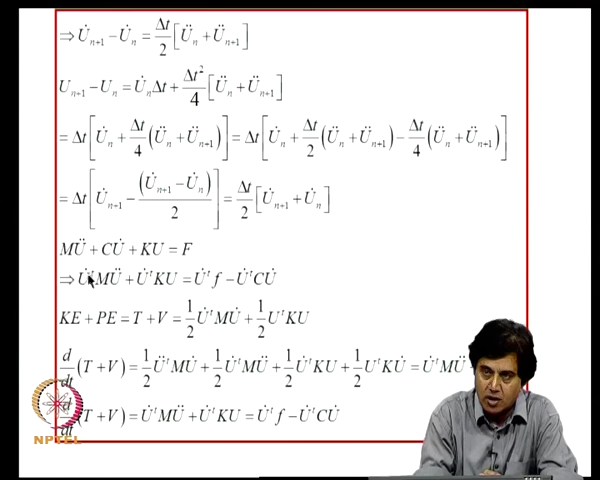 ⇒ U̇ₙ₊₁ − U̇ₙ = Δt/2 [Üₙ + Üₙ₊₁]
Uₙ₊₁ − Uₙ = U̇ₙΔt + Δt²/4 [Üₙ + Üₙ₊₁]
= Δt[U̇ₙ + Δt/4 (Üₙ + Üₙ₊₁)] = Δt[U̇ₙ + Δt/2 (Üₙ + Üₙ₊₁) − Δt/4 (Üₙ + Üₙ₊₁)]
= Δt[U̇ₙ₊₁ − (U̇ₙ₊₁ − U̇ₙ)/2] = Δt/2 [U̇ₙ₊₁ + U̇ₙ]
MÜ + CU̇ + KU = F
⇒ U̇ᵗMÜ + U̇ᵗKU = U̇ᵗf − U̇ᵗCU̇
KE + PE = T + V = 1/2 U̇ᵗMU̇ + 1/2 UᵗKU
d/dt (T + V) = 1/2 ÜᵗMU̇ + 1/2 U̇ᵗMÜ + 1/2 U̇ᵗKU + 1/2 UᵗKU̇ = U̇ᵗMÜ
d/dt (T + V) = U̇ᵗMÜ + U̇ᵗKU = U̇ᵗf − U̇ᵗCU̇
NPTEL